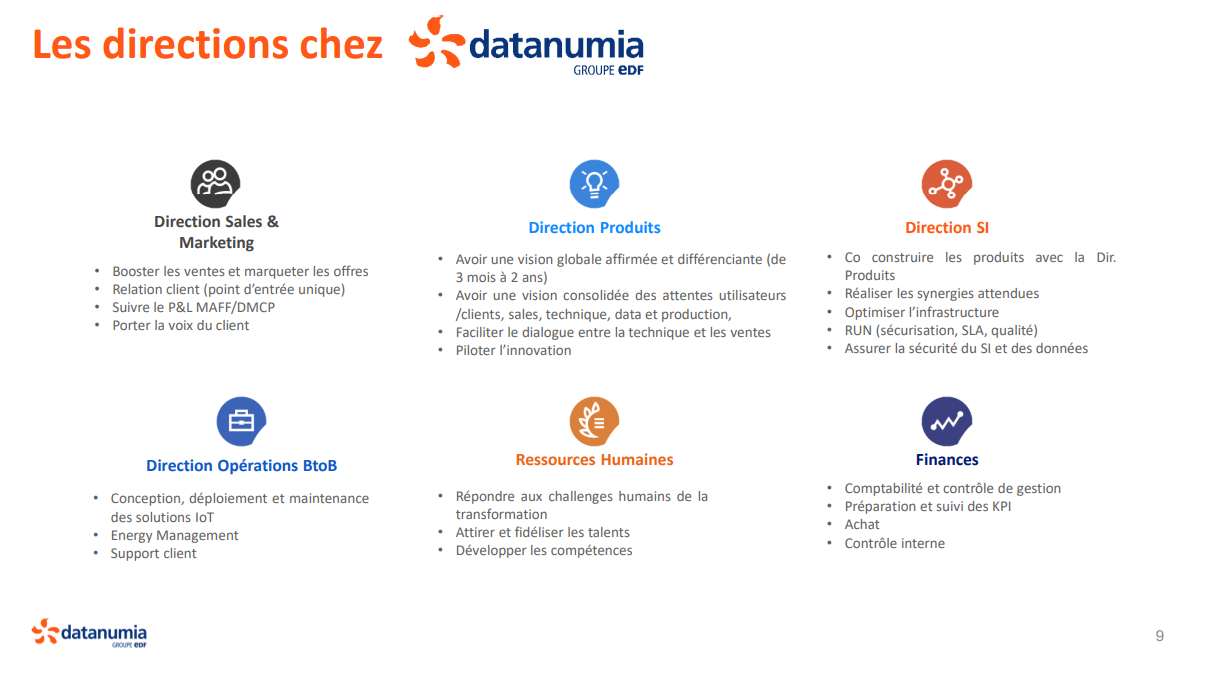 Les directions chez datanumia
GROUPE eDF
Direction Sales &
Marketing
• Booster les ventes et marqueter les offres
• Relation client (point d'entrée unique)
• Suivre le P&L MAFF/DMCP
• Porter la voix du client
Direction Produits
• Avoir une vision globale affirmée et différenciante (de
3 mois à 2 ans)
• Avoir une vision consolidée des attentes utilisateurs
/clients, sales, technique, data et production,
• Faciliter le dialogue entre la technique et les ventes
• Piloter l'innovation
Direction SI
• Co construire les produits avec la Dir.
Produits
• Réaliser les synergies attendues
• Optimiser l'infrastructure
• RUN (sécurisation, SLA, qualité)
• Assurer la sécurité du SI et des données
Direction Opérations BtoB
• Conception, déploiement et maintenance
des solutions IoT
• Energy Management
• Support client
Ressources Humaines
• Répondre aux challenges humains de la
transformation
• Attirer et fidéliser les talents
• Développer les compétences
Finances
• Comptabilité et contrôle de gestion
• Préparation et suivi des KPI
• Achat
• Contrôle interne
datanumia
GROUPE eDF
9